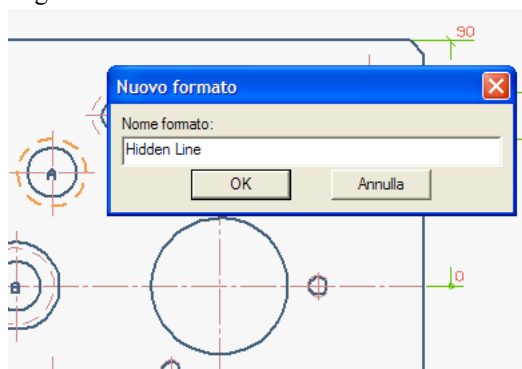 90
Nuovo formato
Nome formato:
Hidden Line
OK Annulla
A
B
0